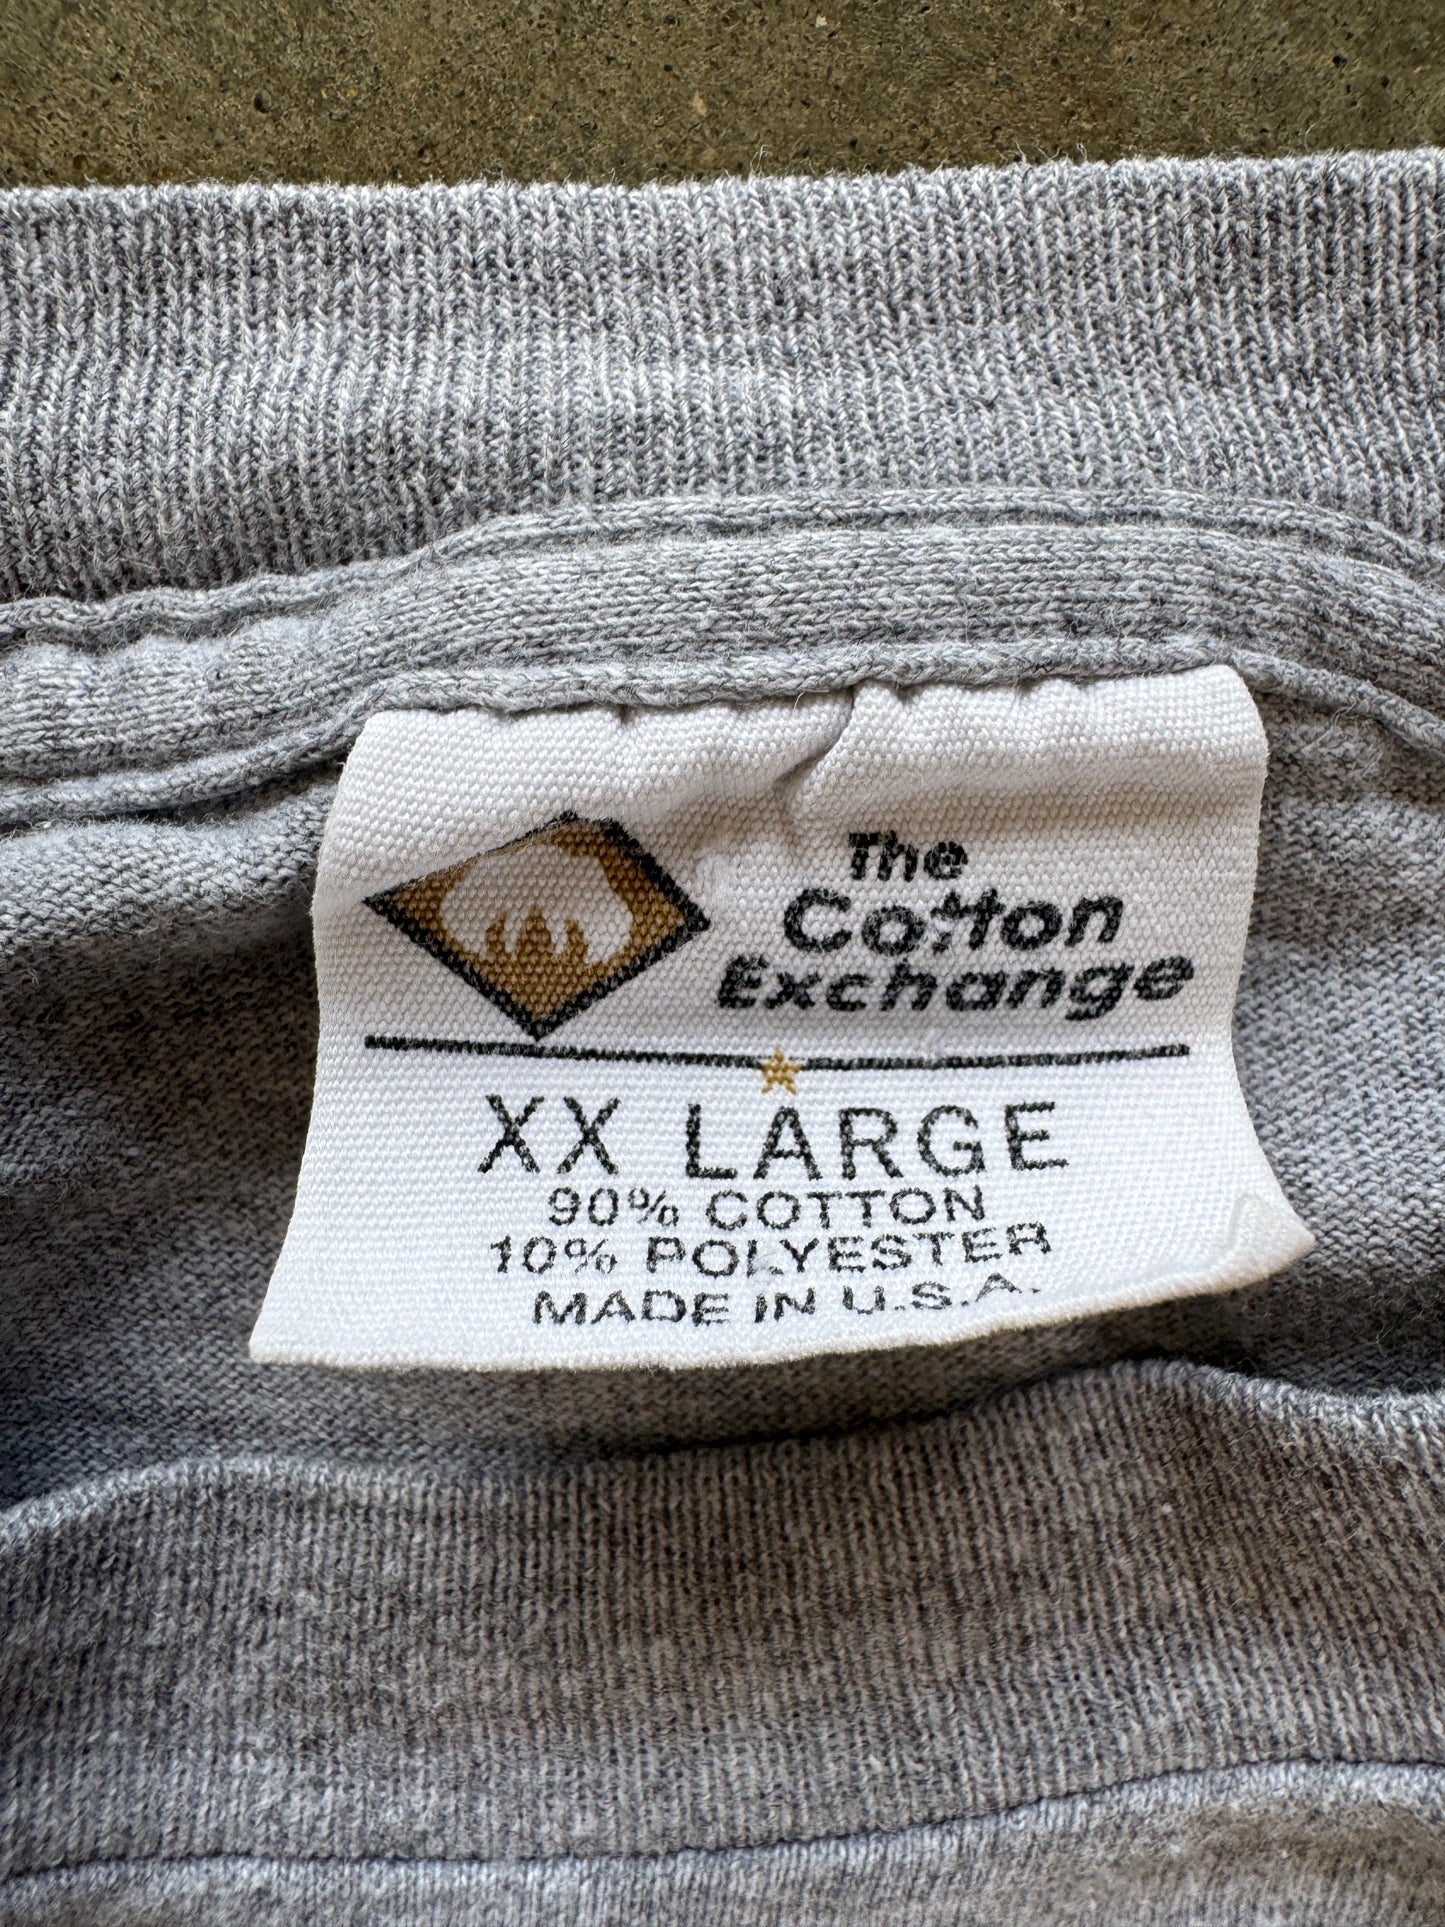 The
Cotton
Exchange
XX LARGE
90% COTTON
10% POLYESTER
MADE IN U.S.A.